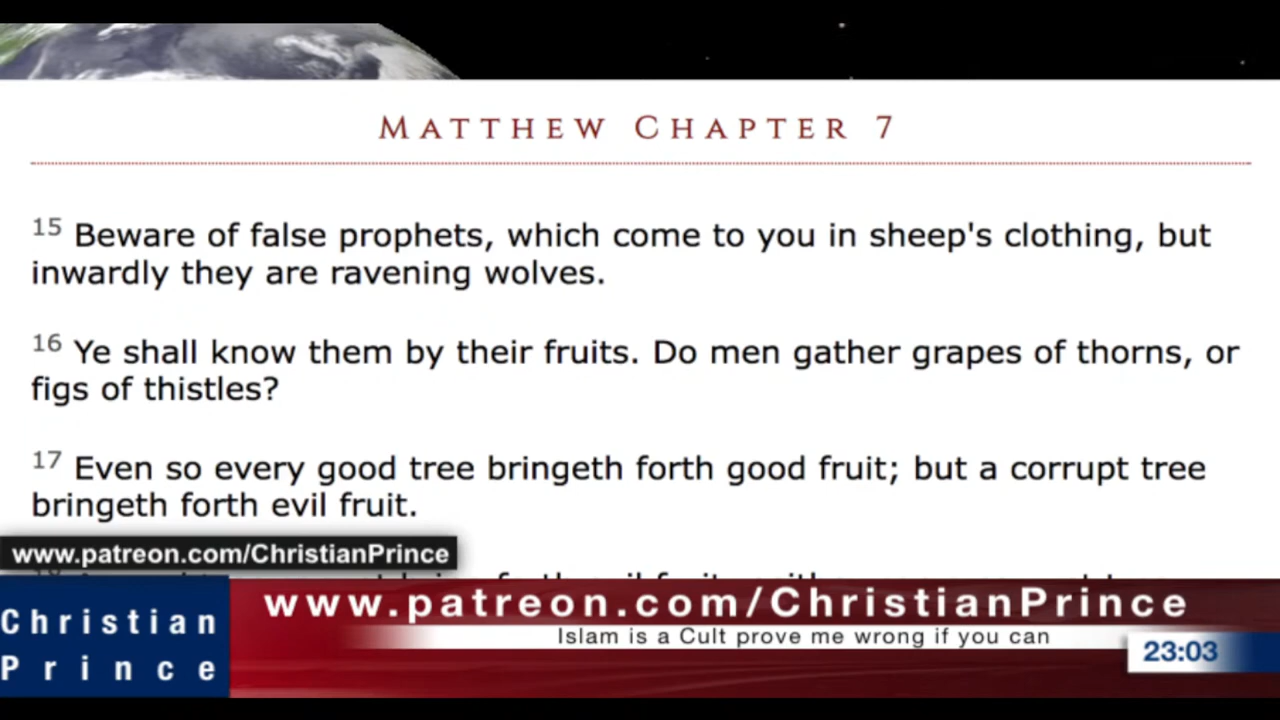 Matthew Chapter 7
15 Beware of false prophets, which come to you in sheep's clothing, but
inwardly they are ravening wolves.
16 Ye shall know them by their fruits. Do men gather grapes of thorns, or
figs of thistles?
17 Even so every good tree bringeth forth good fruit; but a corrupt tree
bringeth forth evil fruit.
www.patreon.com/ChristianPrince
Christian
Prince
www.patreon.com/ChristianPrince
Islam is a Cult prove me wrong if you can
23:03